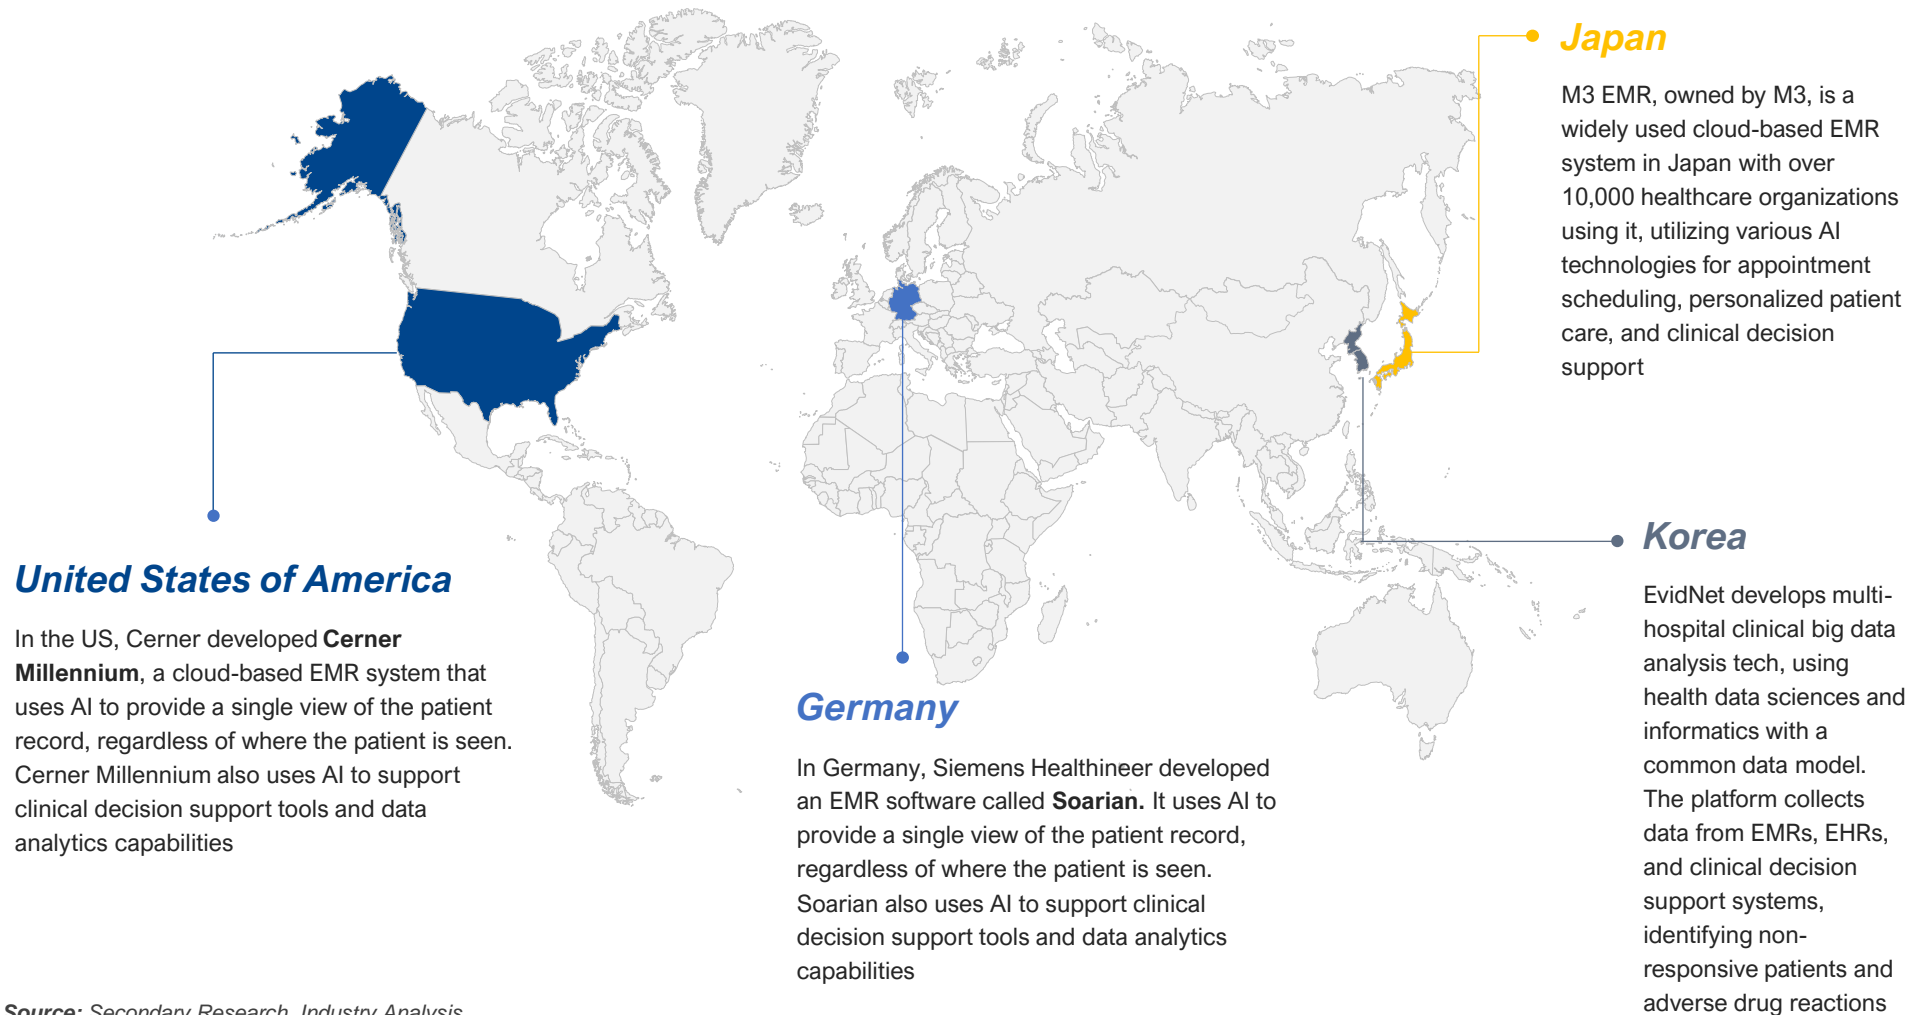 Japan
M3 EMR, owned by M3, is a
widely used cloud-based EMR
system in Japan with over
10,000 healthcare organizations
using it, utilizing various AI
technologies for appointment
scheduling, personalized patient
care, and clinical decision
support
Korea
EvidNet develops multi-
hospital clinical big data
analysis tech, using
health data sciences and
informatics with a
common data model.
The platform collects
data from EMRs, EHRs,
and clinical decision
support systems,
identifying non-
responsive patients and
adverse drug reactions
United States of America
In the US, Cerner developed Cerner
Millennium, a cloud-based EMR system that
uses AI to provide a single view of the patient
record, regardless of where the patient is seen.
Cerner Millennium also uses AI to support
clinical decision support tools and data
analytics capabilities
Germany
In Germany, Siemens Healthineer developed
an EMR software called Soarian. It uses AI to
provide a single view of the patient record,
regardless of where the patient is seen.
Soarian also uses AI to support clinical
decision support tools and data analytics
capabilities
Source: Secondary Research, Industry Analysis